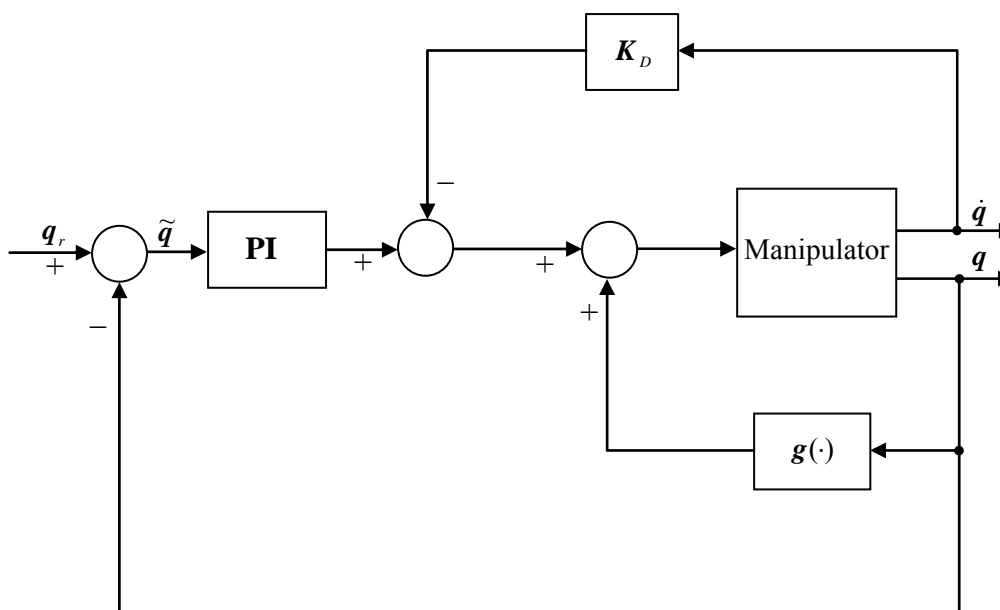 K_D
−
q_r
+
q̃
PI
+
+
Manipulator
q̇
q
−
+
g(·)